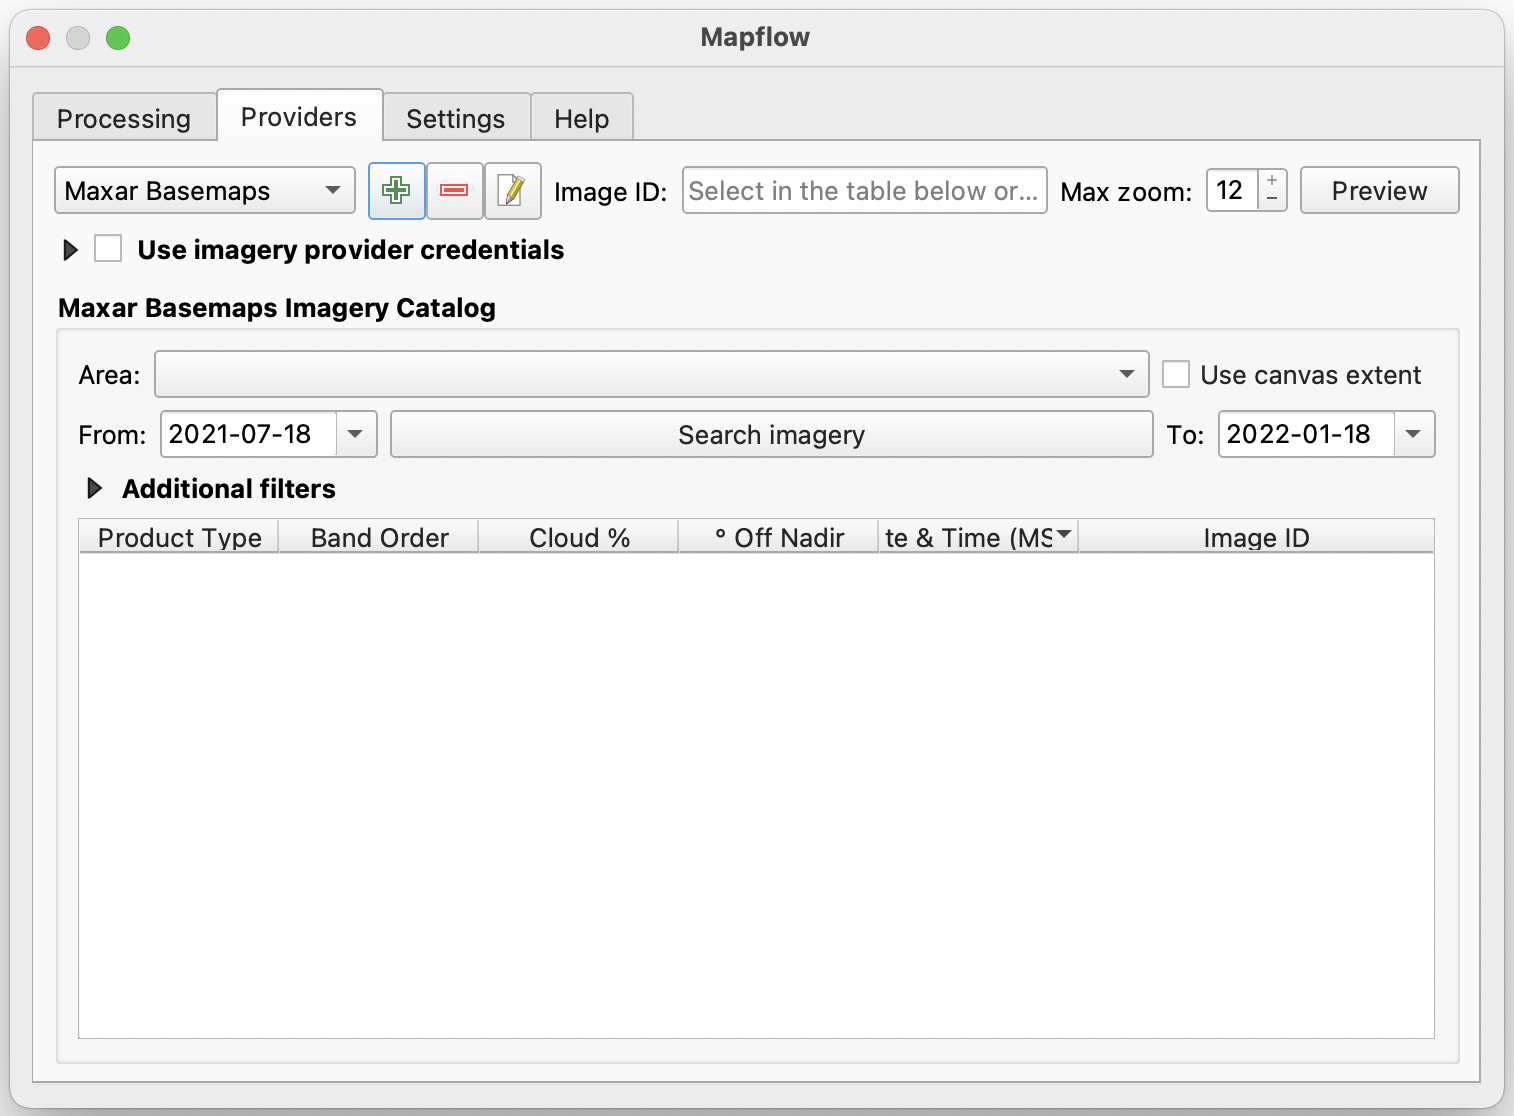 Mapflow
Processing Providers Settings Help
Maxar Basemaps Image ID: Select in the table below or... Max zoom: 12 Preview
Use imagery provider credentials
Maxar Basemaps Imagery Catalog
Area: Use canvas extent
From: 2021-07-18 Search imagery To: 2022-01-18
Additional filters
Product Type Band Order Cloud % ° Off Nadir te & Time (MS Image ID